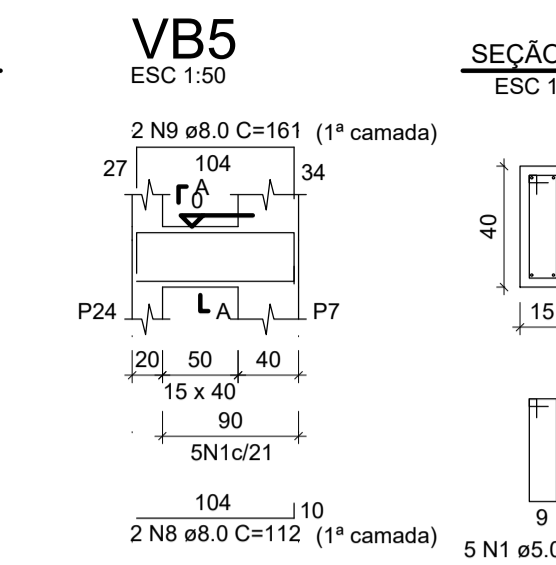 VB5
ESC 1:50
2 N9 ø8.0 C=161 (1ª camada)
27
104
34
A
0
P24
A
P7
20 50 40
15 x 40
90
5N1c/21
104
10
2 N8 ø8.0 C=112 (1ª camada)
SEÇÃO
ESC 1
40
15
9
5 N1 ø5.0